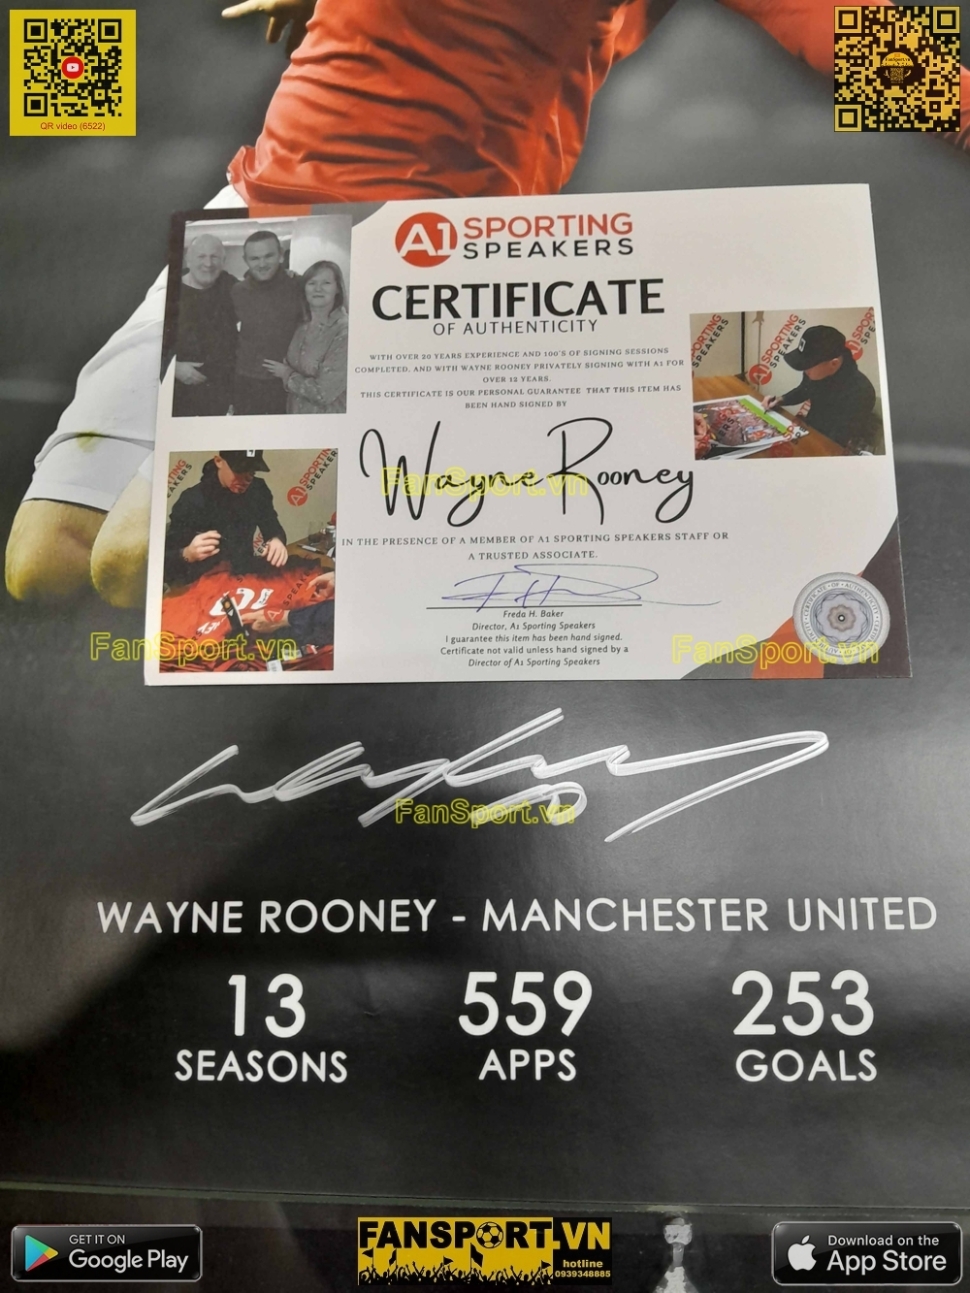 QR video (6522)
A1 SPORTING
SPEAKERS
CERTIFICATE
OF AUTHENTICITY
WITH OVER 20 YEARS EXPERIENCE AND 100'S OF SIGNING SESSIONS
COMPLETED, AND WITH WAYNE ROONEY PRIVATELY SIGNING WITH A1 FOR
OVER 12 YEARS.
THIS CERTIFICATE IS OUR PERSONAL GUARANTEE THAT THIS ITEM HAS
BEEN HAND SIGNED BY
Wayne Rooney
FanSport.vn
IN THE PRESENCE OF A MEMBER OF A1 SPORTING SPEAKERS STAFF OR
A TRUSTED ASSOCIATE.
Freda H. Baker
Director, A1 Sporting Speakers
I guarantee this item has been hand signed.
Certificate not valid unless hand signed by a
Director of A1 Sporting Speakers
FanSport.vn
FanSport.vn
FanSport.vn
WAYNE ROONEY - MANCHESTER UNITED
13 559 253
SEASONS APPS GOALS
GET IT ON
Google Play
FANSPORT.VN
hotline
0939348885
Download on the
App Store